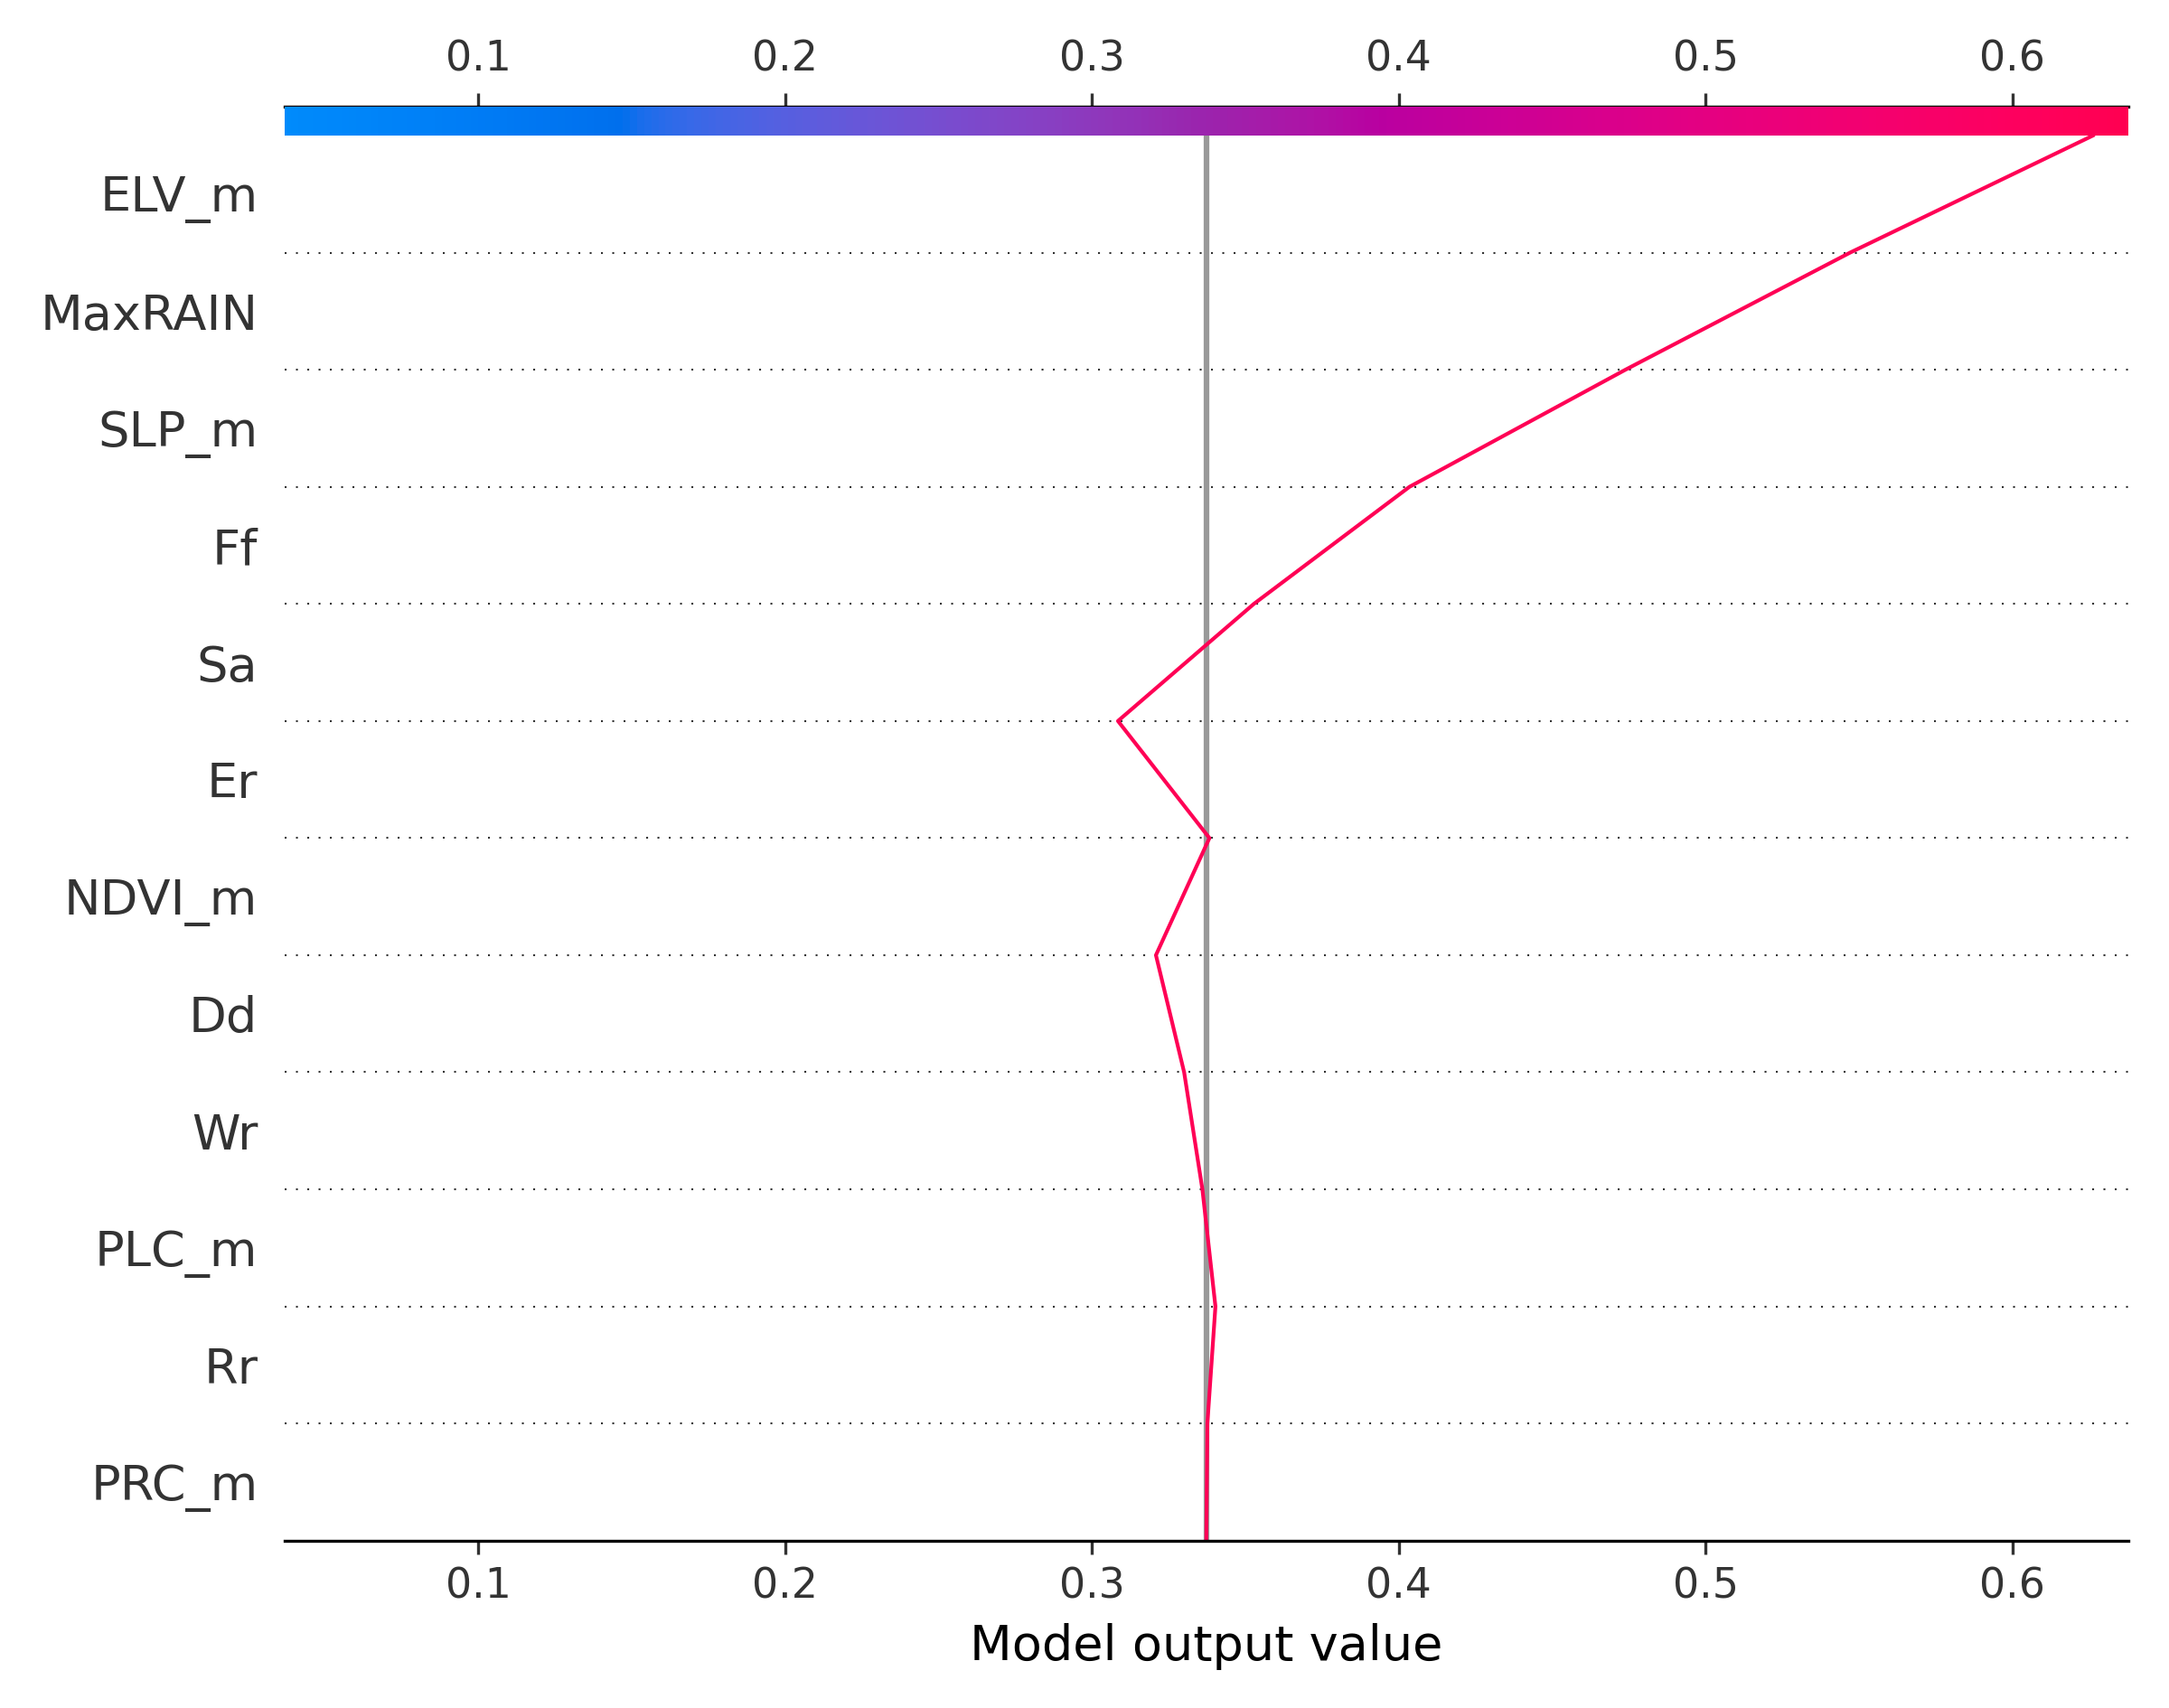 0.1 0.2 0.3 0.4 0.5 0.6
ELV_m
MaxRAIN
SLP_m
Ff
Sa
Er
NDVI_m
Dd
Wr
PLC_m
Rr
PRC_m
0.1 0.2 0.3 0.4 0.5 0.6
Model output value